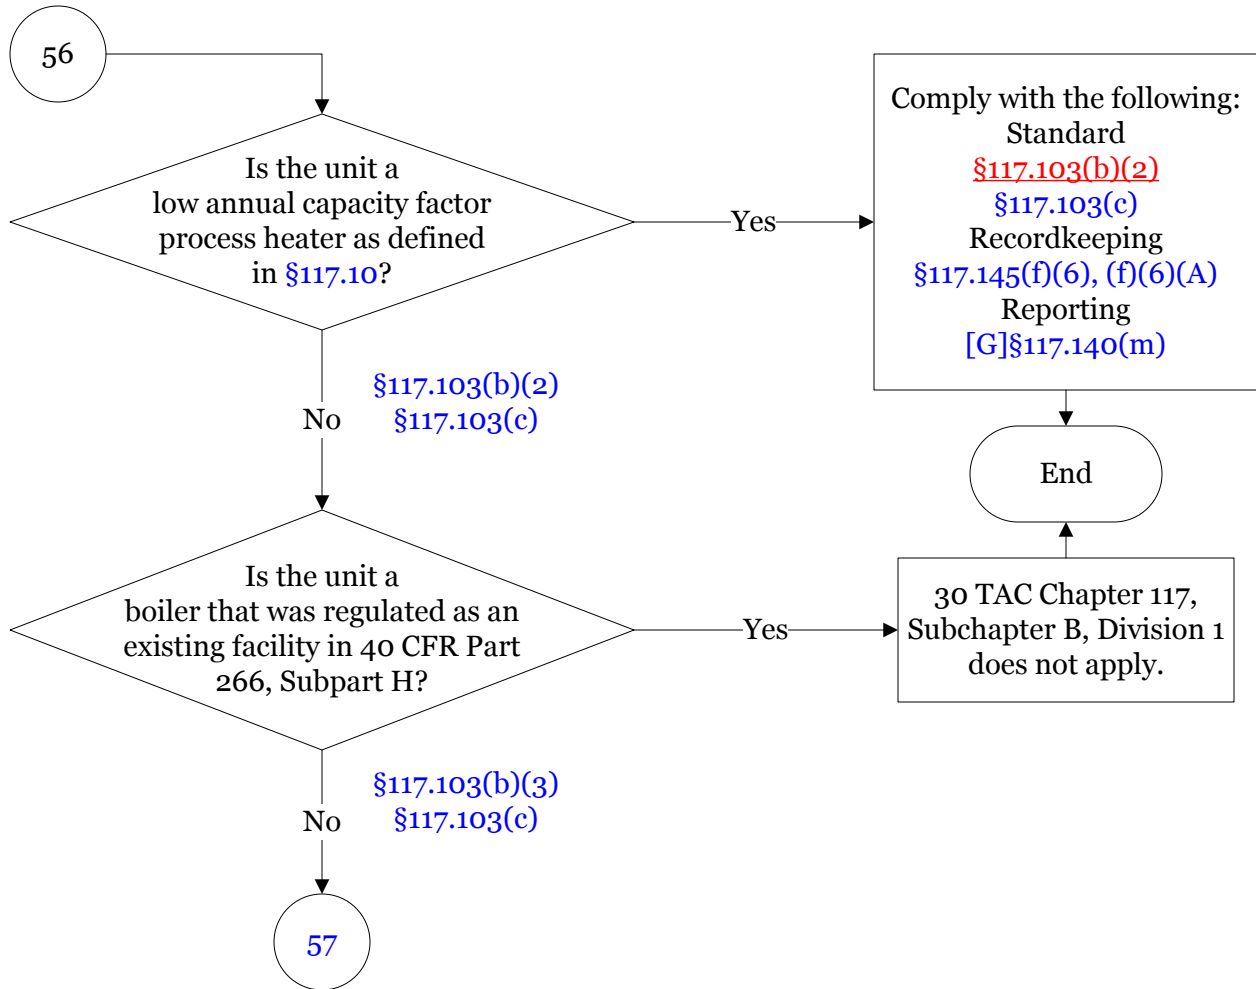 56
Is the unit a
low annual capacity factor
process heater as defined
in §117.10?
Yes
Comply with the following:
Standard
§117.103(b)(2)
§117.103(c)
Recordkeeping
§117.145(f)(6), (f)(6)(A)
Reporting
[G]§117.140(m)
No
§117.103(b)(2)
§117.103(c)
End
Is the unit a
boiler that was regulated as an
existing facility in 40 CFR Part
266, Subpart H?
Yes
30 TAC Chapter 117,
Subchapter B, Division 1
does not apply.
No
§117.103(b)(3)
§117.103(c)
57